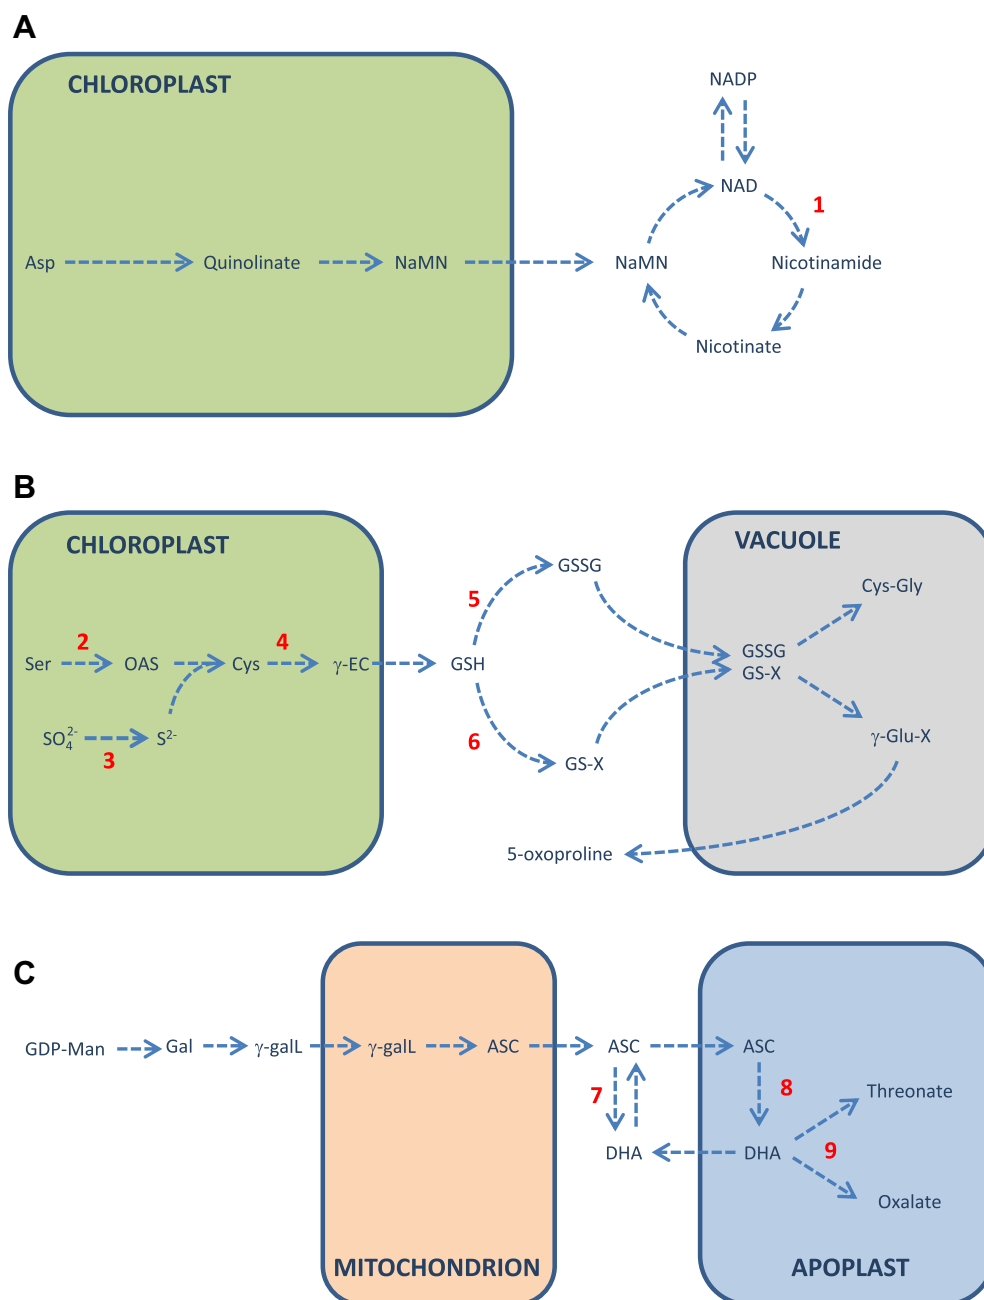 A
CHLOROPLAST
NADP
NAD
1
Asp Quinolinate NaMN NaMN Nicotinamide
Nicotinate
B
CHLOROPLAST
VACUOLE
GSSG
Cys-Gly
5
2 4
Ser OAS Cys γ-EC GSH
GSSG
GS-X
SO₄²⁻ S²⁻
3
6
GS-X
γ-Glu-X
5-oxoproline
C
GDP-Man Gal γ-galL γ-galL ASC ASC ASC
7
8
Threonate
DHA DHA
9
Oxalate
MITOCHONDRION
APOPLAST